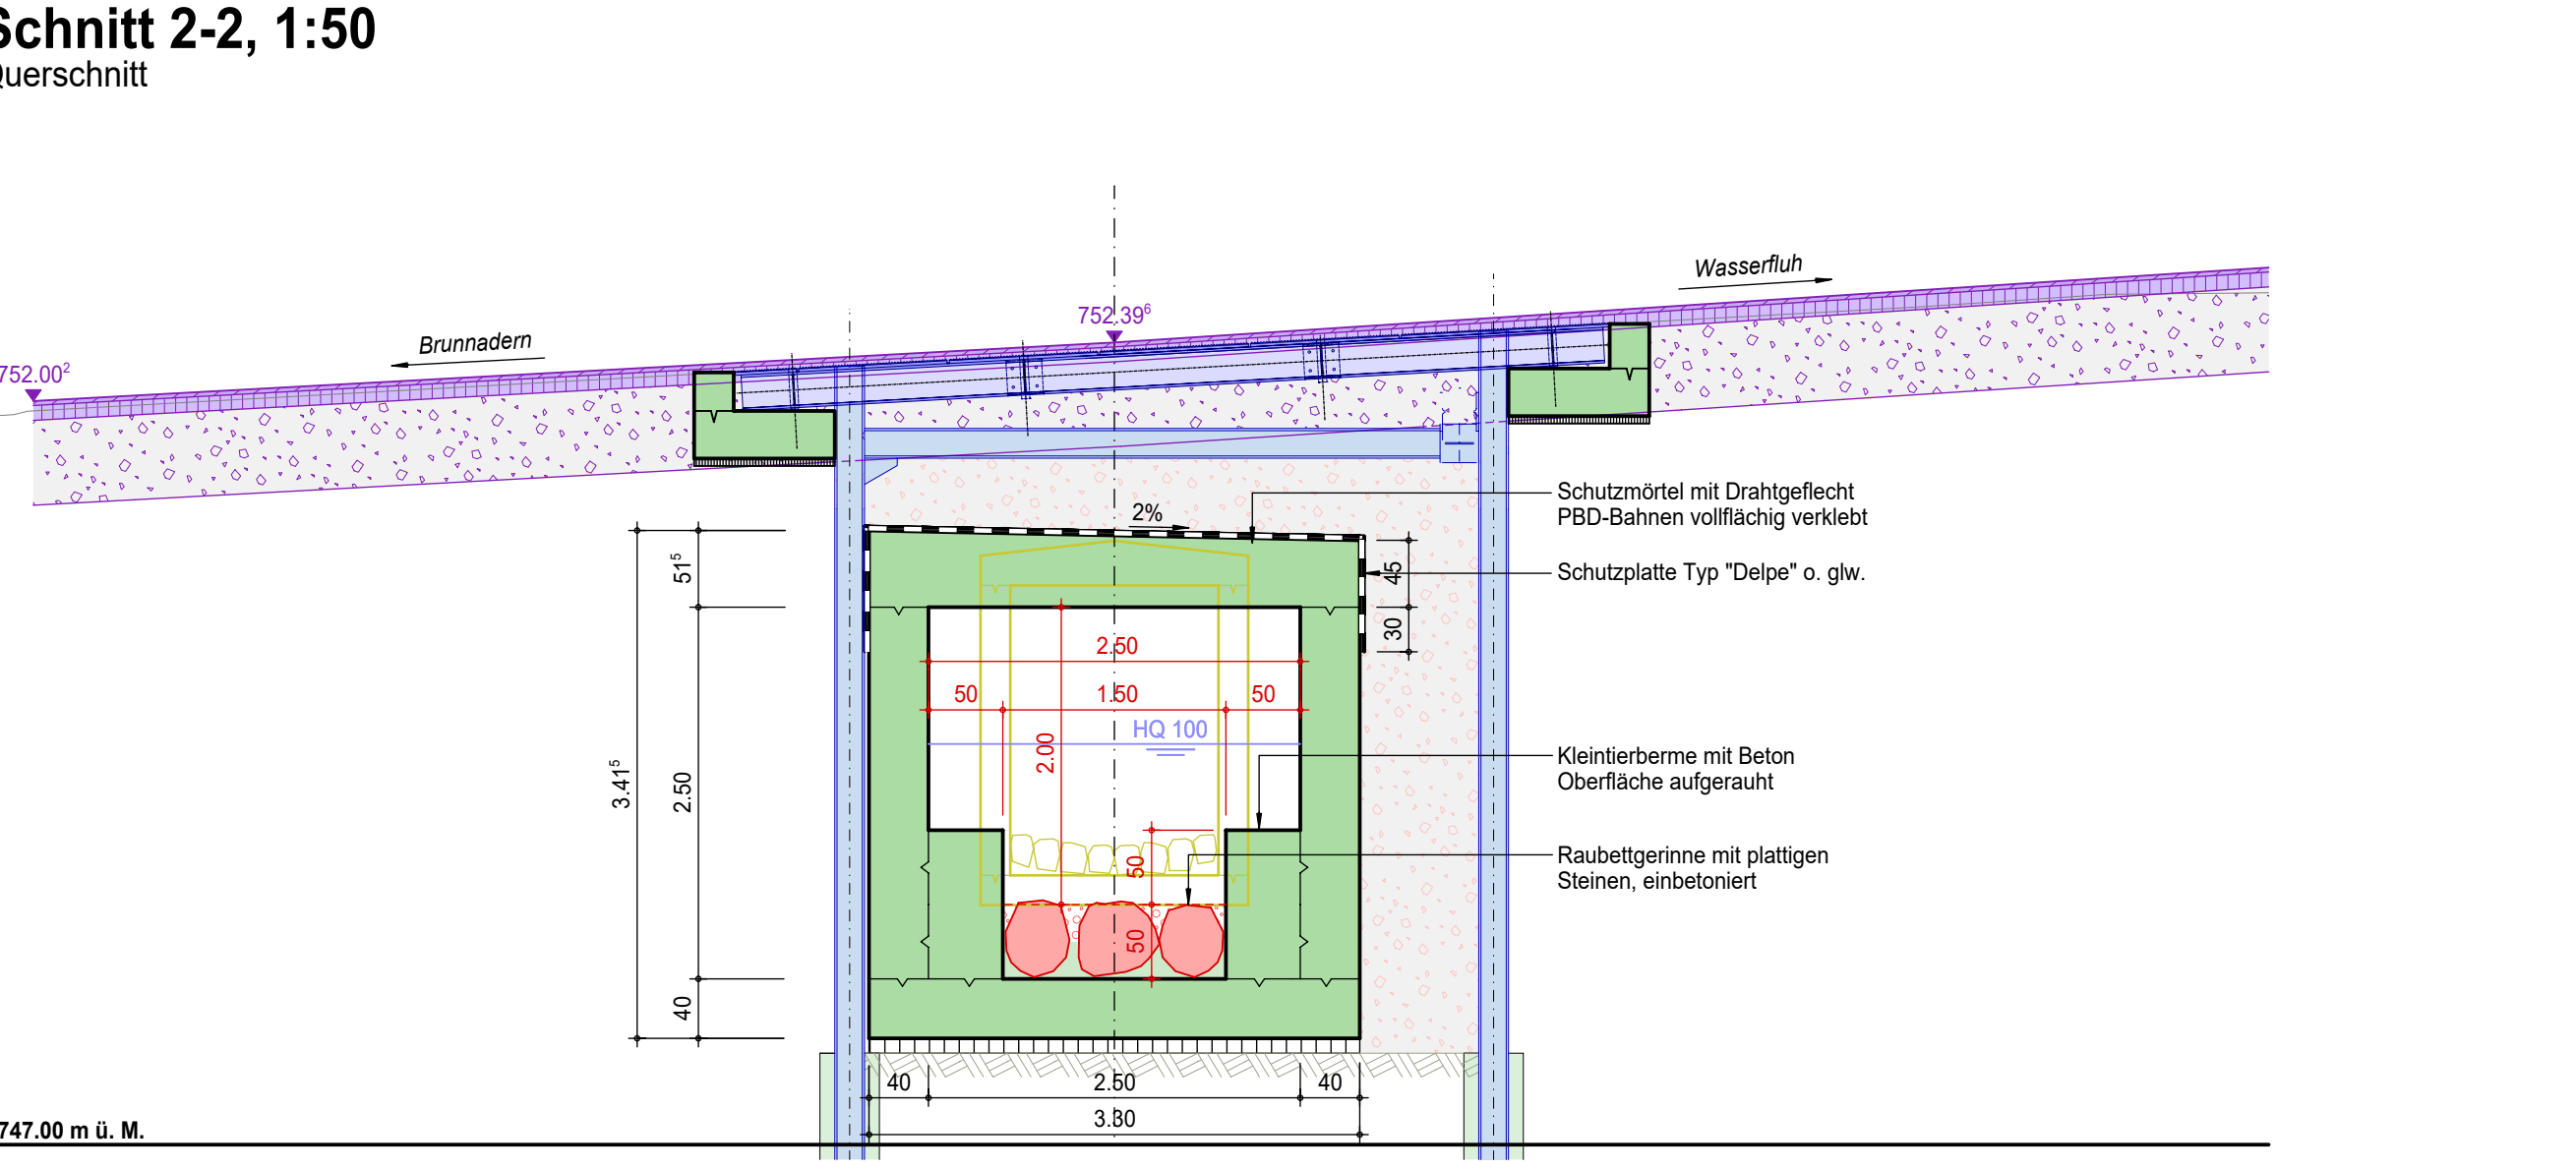 Schnitt 2-2, 1:50
Querschnitt
Wasserfluh
752.39⁶
Brunnadern
752.00²
Schutzmörtel mit Drahtgeflecht
PBD-Bahnen vollflächig verklebt
2%
51⁵
45
Schutzplatte Typ "Delpe" o. glw.
30
2.50
50 1.50 50
HQ 100
2.00
Kleintierberme mit Beton
Oberfläche aufgerauht
3.41⁵
2.50
50
Raubettgerinne mit plattigen
Steinen, einbetoniert
50
40
40 2.50 40
3.30
747.00 m ü. M.